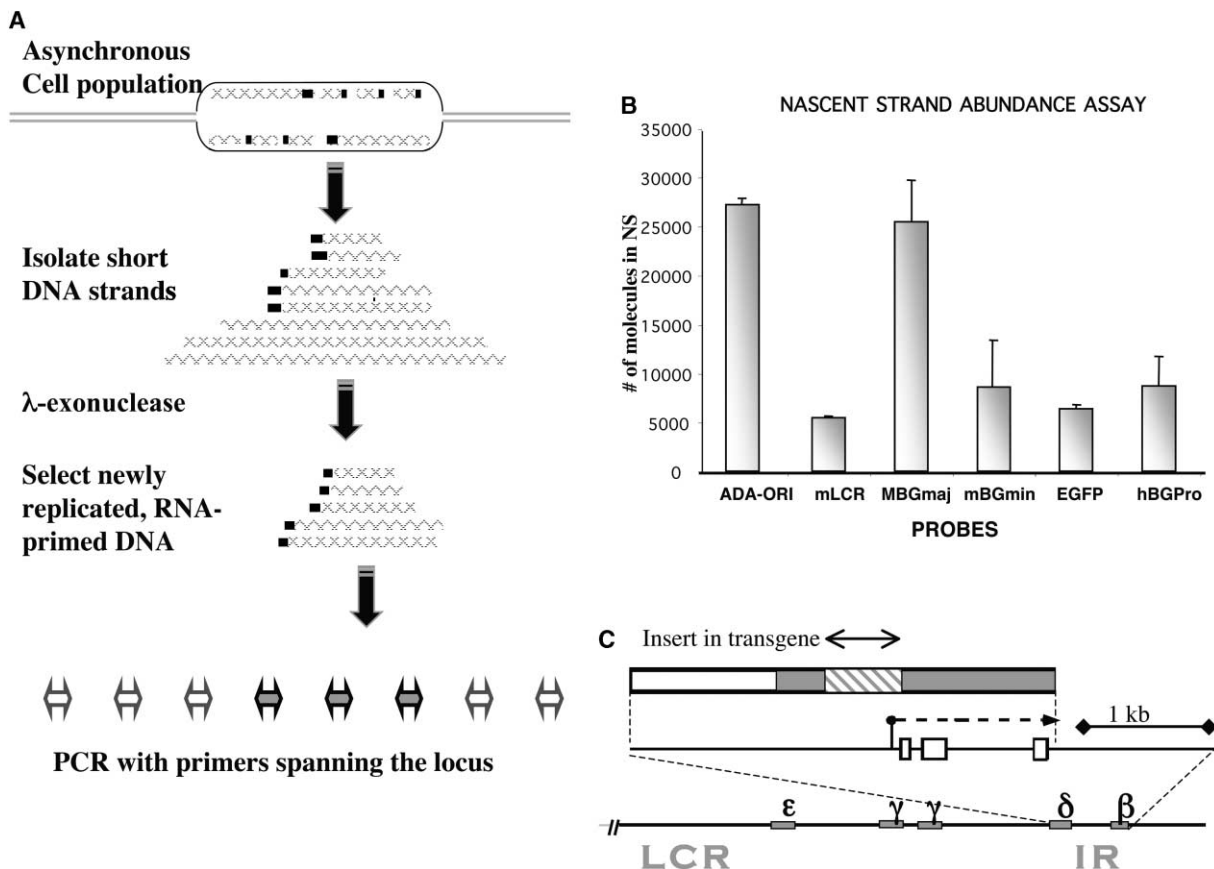 A
Asynchronous
Cell population
Isolate short
DNA strands
λ-exonuclease
Select newly
replicated, RNA-
primed DNA
PCR with primers spanning the locus
B
NASCENT STRAND ABUNDANCE ASSAY
# of molecules in NS
35000
30000
25000
20000
15000
10000
5000
0
ADA-ORI mLCR MBGmaj mBGmin EGFP hBGPro
PROBES
C
Insert in transgene
1 kb
ε γ γ δ β
//
LCR IR